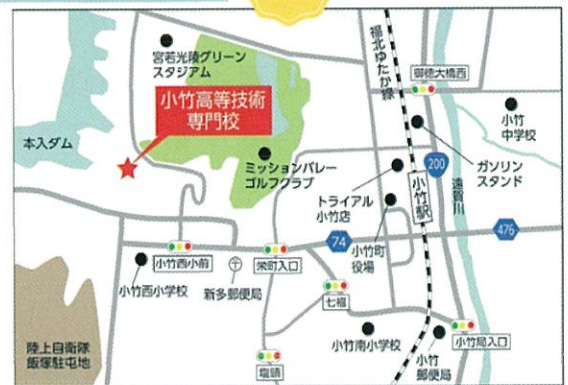 宮若光陵グリーン
スタジアム
福北ゆたか線
御徳大橋西
小竹高等技術
専門校
小竹
中学校
本入ダム
ミッションバレー
ゴルフクラブ
ガソリン
スタンド
200
トライアル
小竹店
小竹駅
遠賀川
74
476
小竹町
役場
小竹西小前
栄町入口
小竹西小学校
新多郵便局
七福
小竹南小学校
小竹局入口
小竹
郵便局
陸上自衛隊
飯塚駐屯地
塩頭